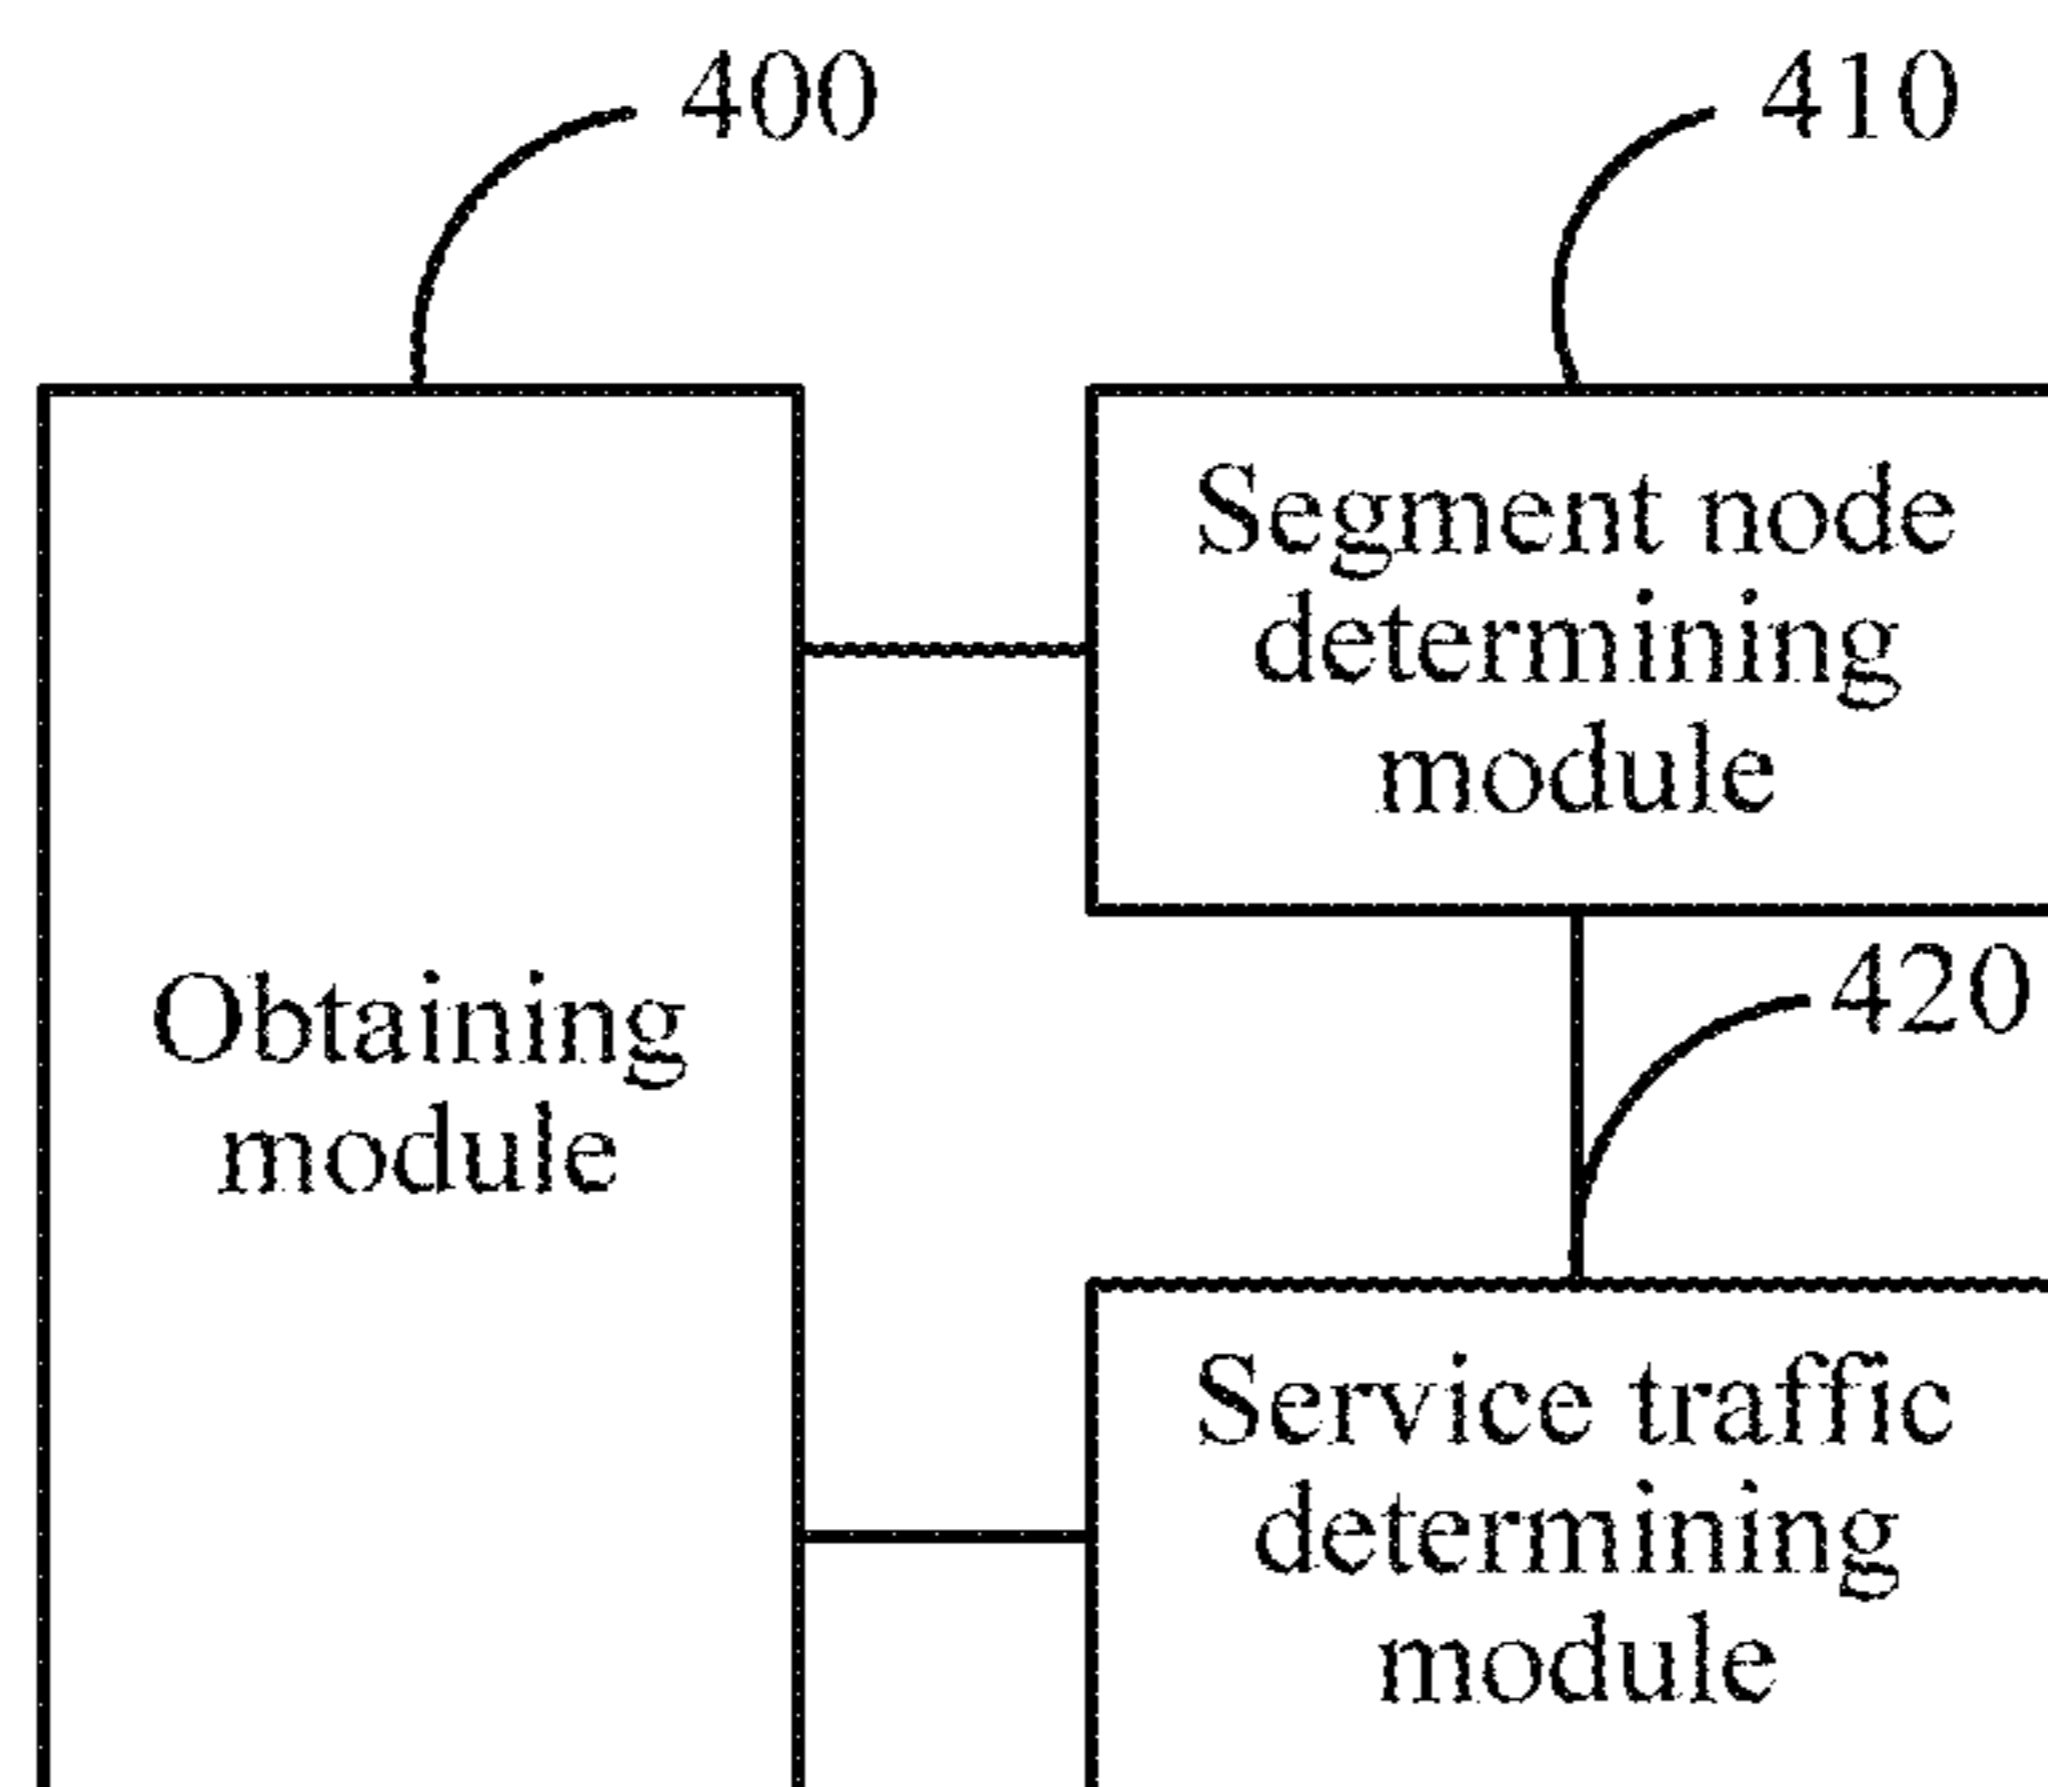 400
410
Segment node
determining
module
420
Obtaining
module
Service traffic
determining
module